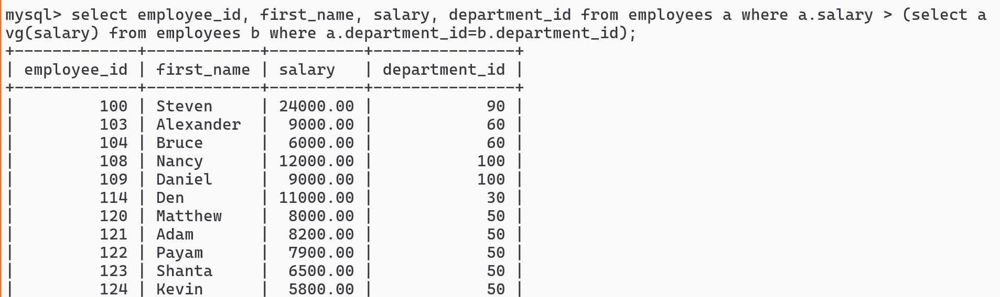 mysql> select employee_id, first_name, salary, department_id from employees a where a.salary > (select a
vg(salary) from employees b where a.department_id=b.department_id);
+-------------+------------+----------+---------------+
| employee_id | first_name | salary   | department_id |
+-------------+------------+----------+---------------+
|         100 | Steven     | 24000.00 |            90 |
|         103 | Alexander  |  9000.00 |            60 |
|         104 | Bruce      |  6000.00 |            60 |
|         108 | Nancy      | 12000.00 |           100 |
|         109 | Daniel     |  9000.00 |           100 |
|         114 | Den        | 11000.00 |            30 |
|         120 | Matthew    |  8000.00 |            50 |
|         121 | Adam       |  8200.00 |            50 |
|         122 | Payam      |  7900.00 |            50 |
|         123 | Shanta     |  6500.00 |            50 |
|         124 | Kevin      |  5800.00 |            50 |